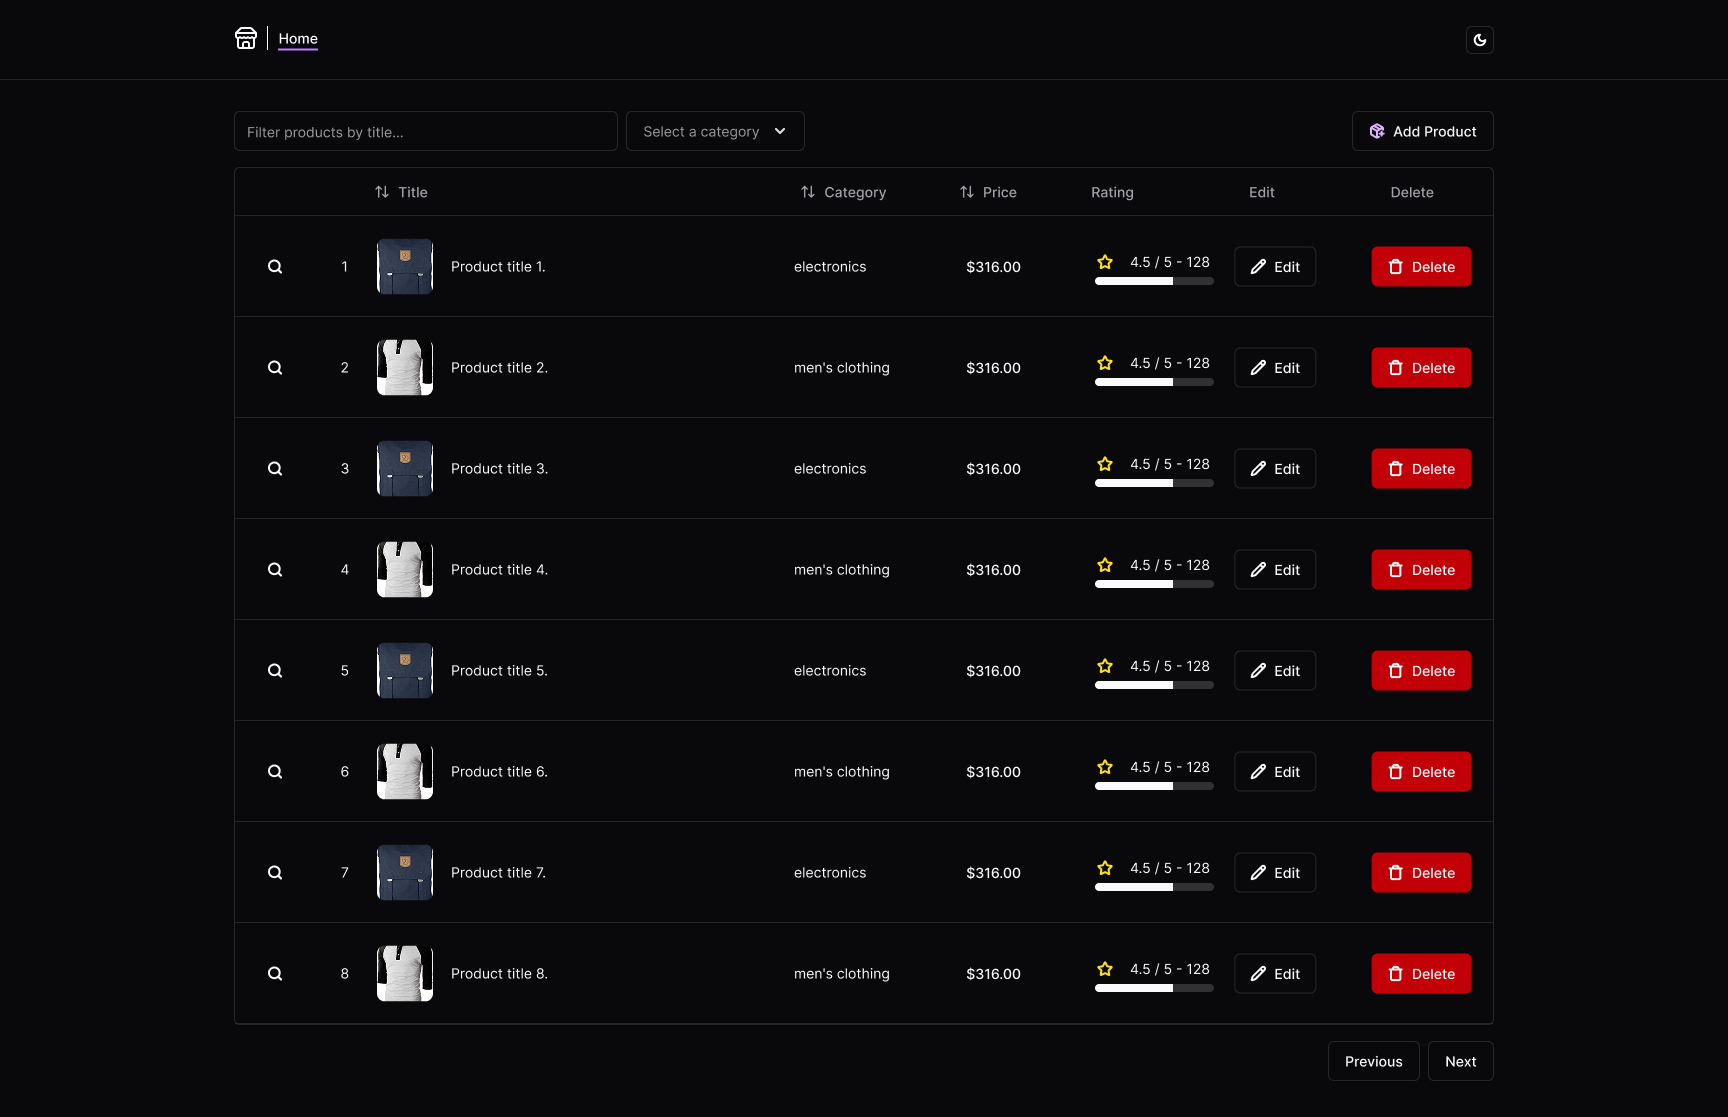 Home
Filter products by title...
Select a category
Add Product
Title Category Price Rating Edit Delete
1 Product title 1. electronics $316.00 4.5 / 5 - 128 Edit Delete
2 Product title 2. men's clothing $316.00 4.5 / 5 - 128 Edit Delete
3 Product title 3. electronics $316.00 4.5 / 5 - 128 Edit Delete
4 Product title 4. men's clothing $316.00 4.5 / 5 - 128 Edit Delete
5 Product title 5. electronics $316.00 4.5 / 5 - 128 Edit Delete
6 Product title 6. men's clothing $316.00 4.5 / 5 - 128 Edit Delete
7 Product title 7. electronics $316.00 4.5 / 5 - 128 Edit Delete
8 Product title 8. men's clothing $316.00 4.5 / 5 - 128 Edit Delete
Previous Next